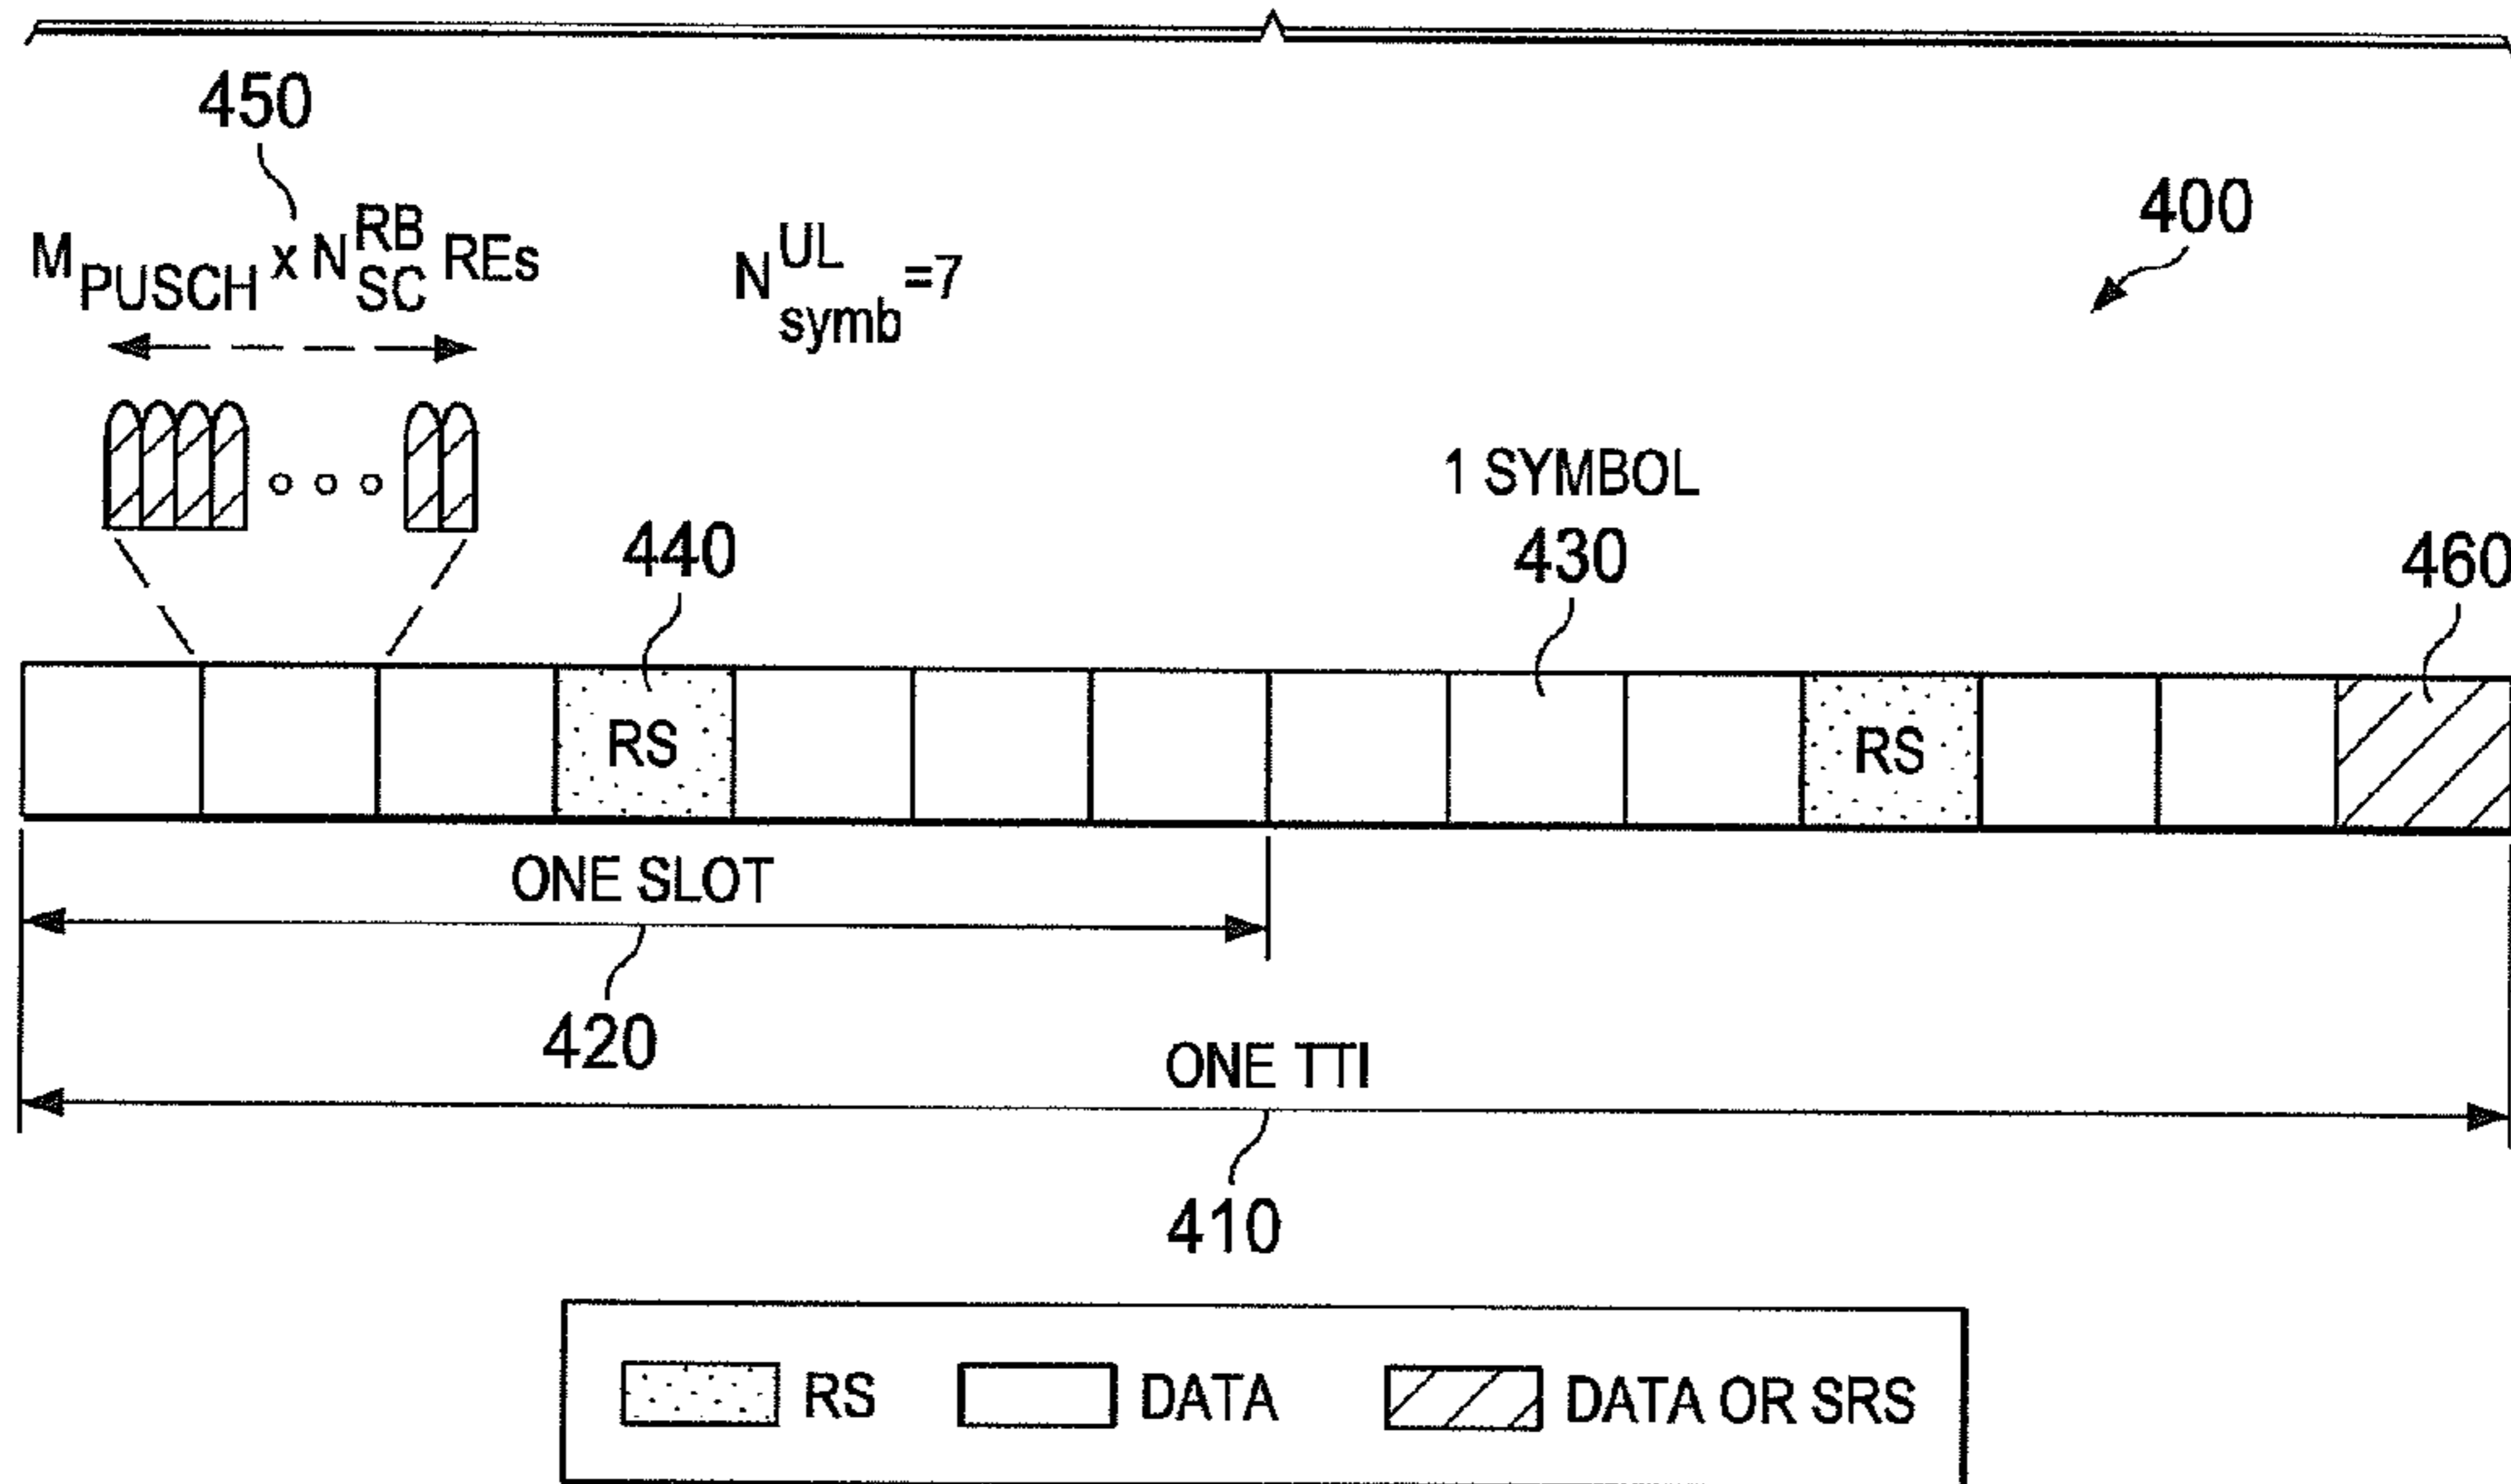 450
400
M PUSCH x N RB SC REs
N UL symb =7
1 SYMBOL
440
430
460
RS
RS
ONE SLOT
420
ONE TTI
410
RS
DATA
DATA OR SRS